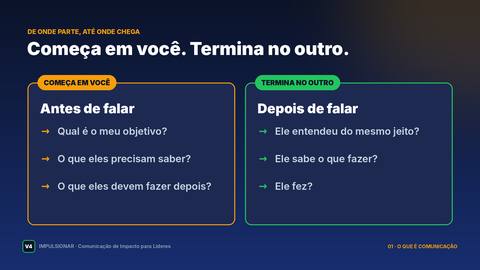 DE ONDE PARTE, ATÉ ONDE CHEGA
Começa em você. Termina no outro.
COMEÇA EM VOCÊ
Antes de falar
→ Qual é o meu objetivo?
→ O que eles precisam saber?
→ O que eles devem fazer depois?
TERMINA NO OUTRO
Depois de falar
→ Ele entendeu do mesmo jeito?
→ Ele sabe o que fazer?
→ Ele fez?
V4 IMPULSIONAR · Comunicação de Impacto para Líderes
01 · O QUE É COMUNICAÇÃO